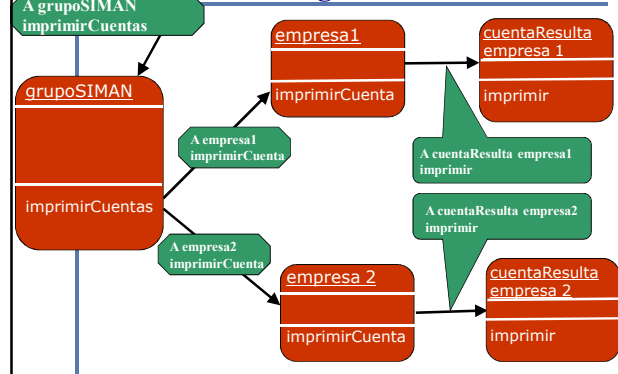 A grupoSIMAN
imprimirCuentas
grupoSIMAN
imprimirCuentas
A empresa1
imprimirCuenta
A empresa2
imprimirCuenta
empresa1
imprimirCuenta
A cuentaResulta empresa1
imprimir
cuentaResulta
empresa 1
imprimir
empresa 2
imprimirCuenta
A cuentaResulta empresa2
imprimir
cuentaResulta
empresa 2
imprimir